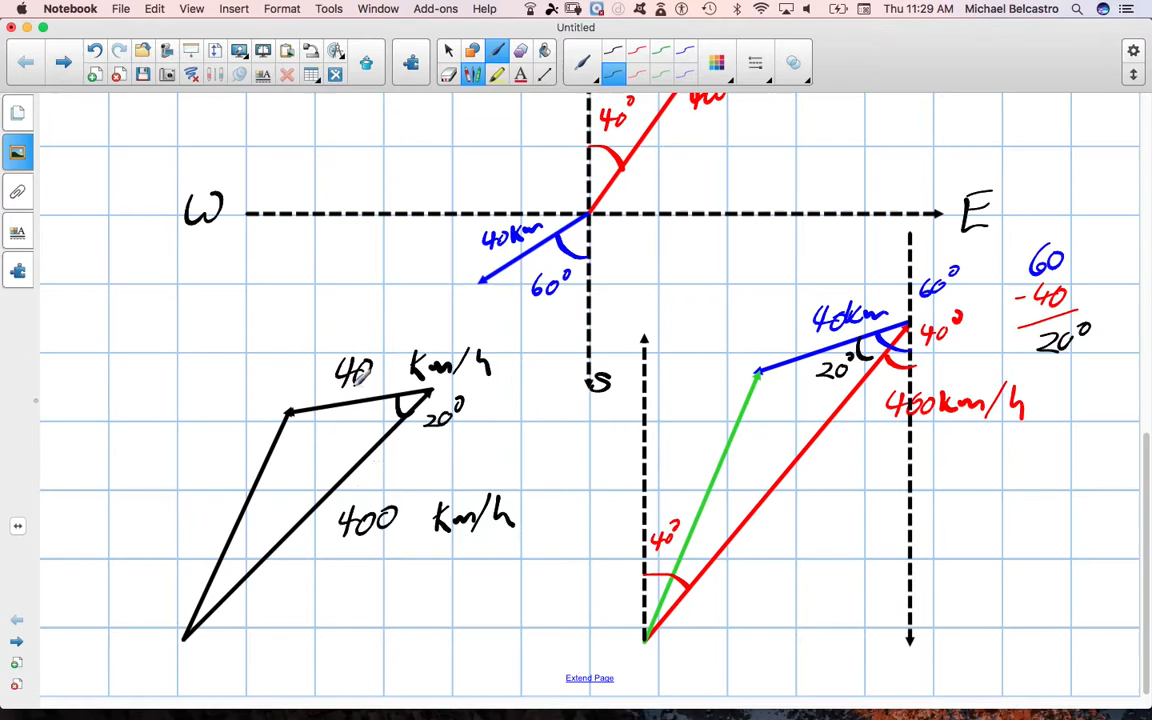 Notebook File Edit View Insert Format Tools Window Add-ons Help Thu 11:29 AM Michael Belcastro
Untitled
40°
W
E
40km
60°
60
- 40
20°
60°
40km
40°
20°
460km/h
S
40 km/h
20°
400 km/h
40°
Extend Page